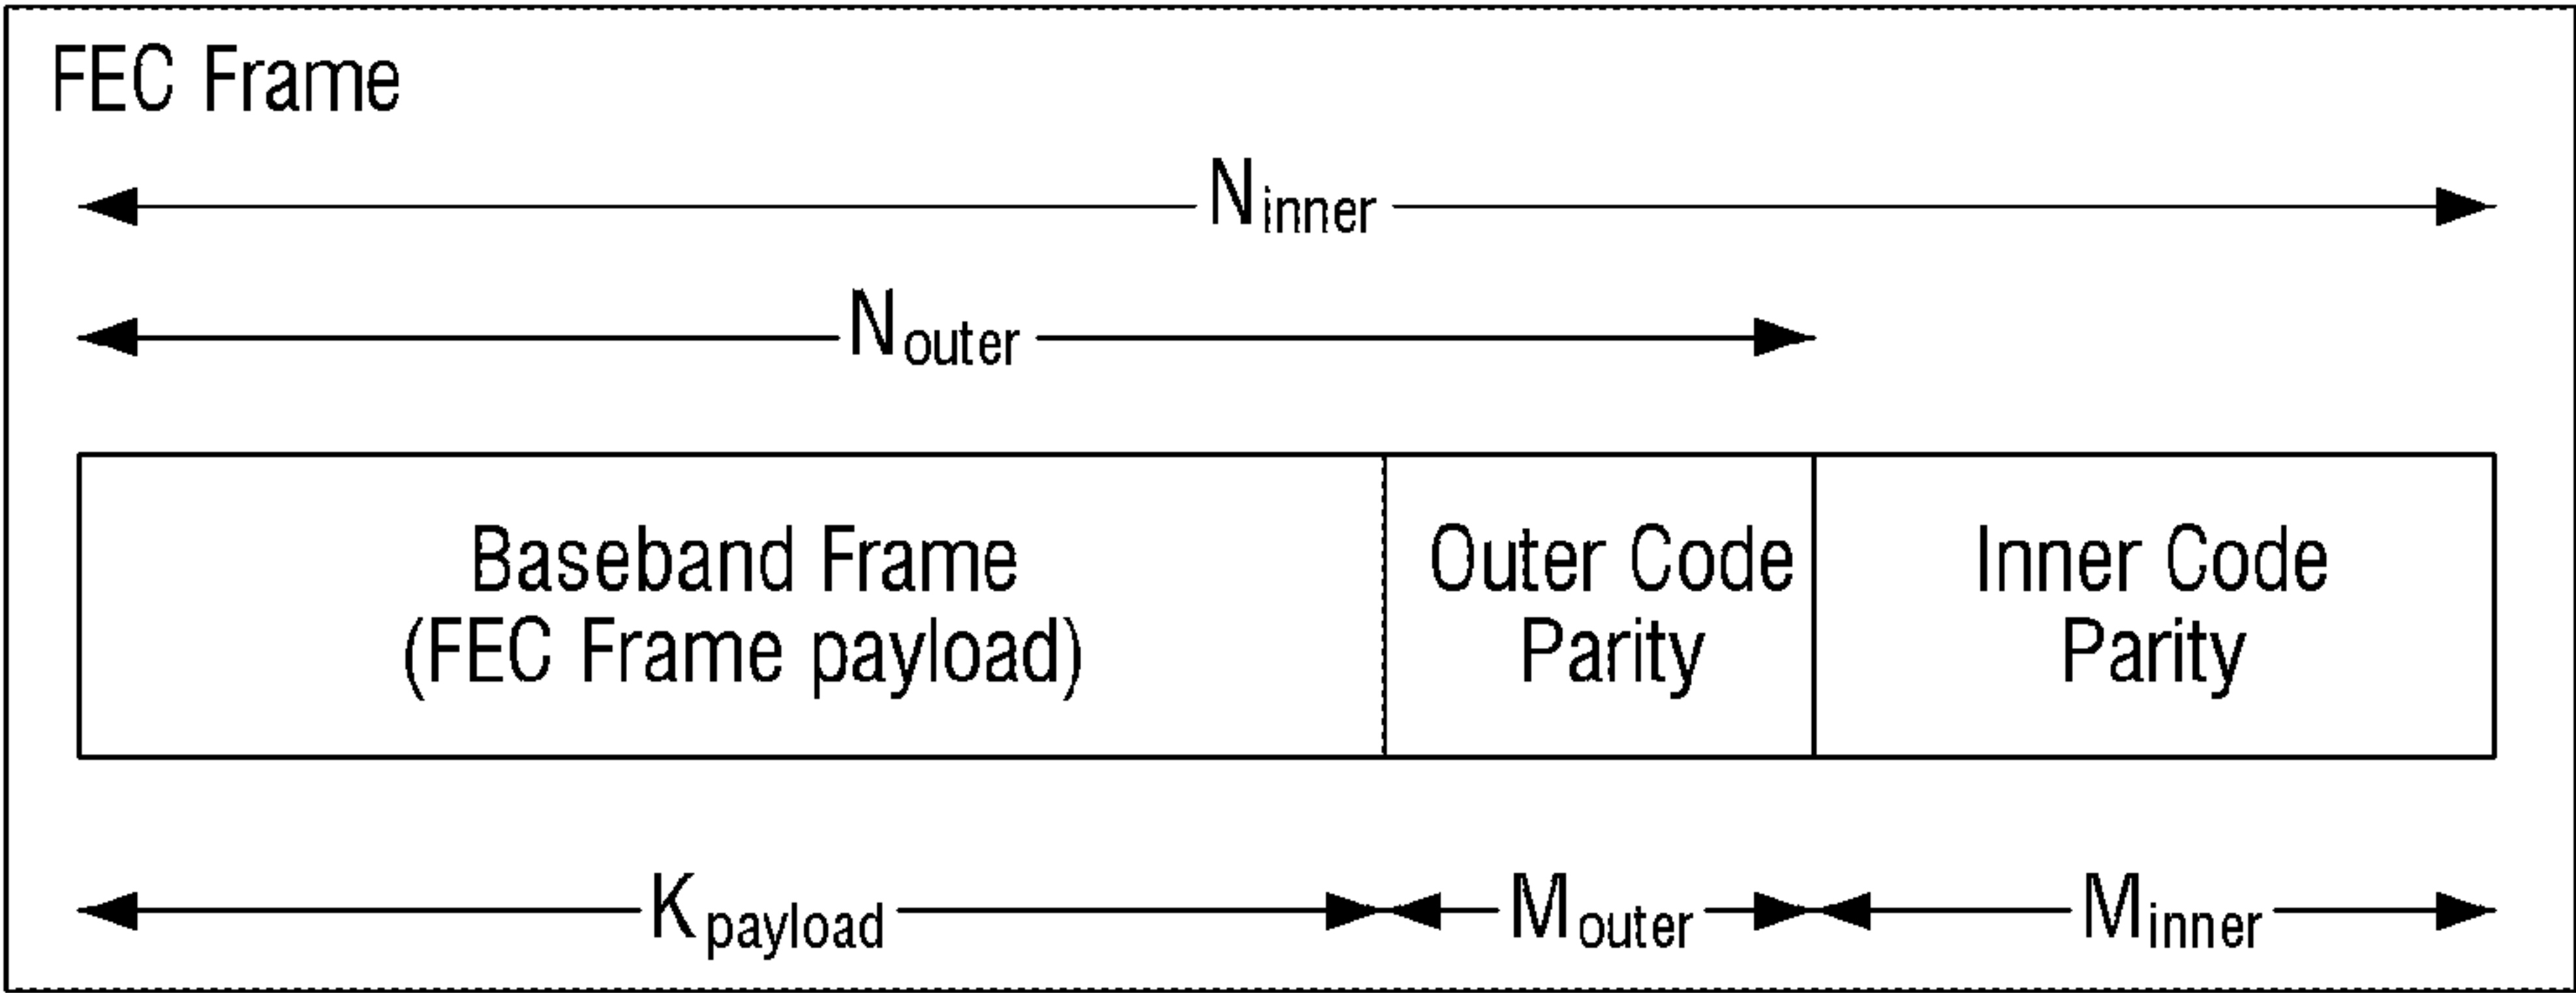 FEC Frame
Ninner
Nouter
Baseband Frame
(FEC Frame payload)
Outer Code
Parity
Inner Code
Parity
Kpayload
Mouter
Minner